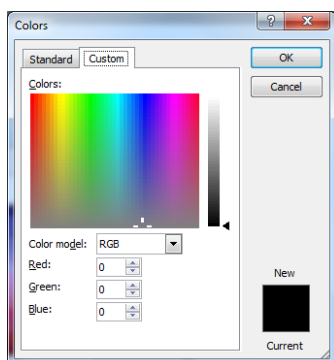 Colors
?
X
Standard
Custom
OK
Cancel
Colors:
Color model:
RGB
Red:
0
Green:
0
Blue:
0
New
Current